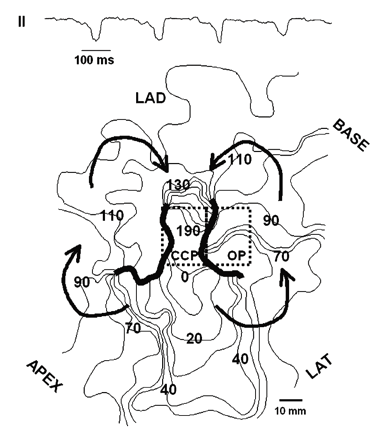 II
100 ms
LAD
BASE
110
130
110
90
190
CCP
OP
70
0
90
70
20
40
40
APEX
LAT
10 mm